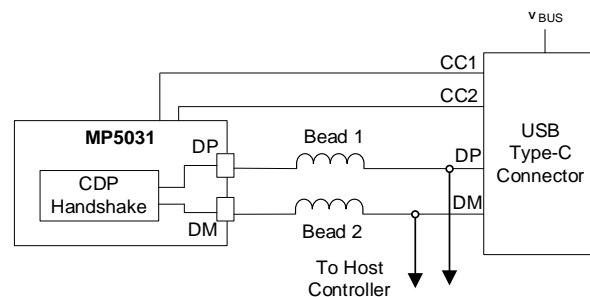 V BUS
CC1
CC2
MP5031
DP
Bead 1
DP
USB
Type-C
Connector
CDP
Handshake
DM
Bead 2
DM
To Host
Controller